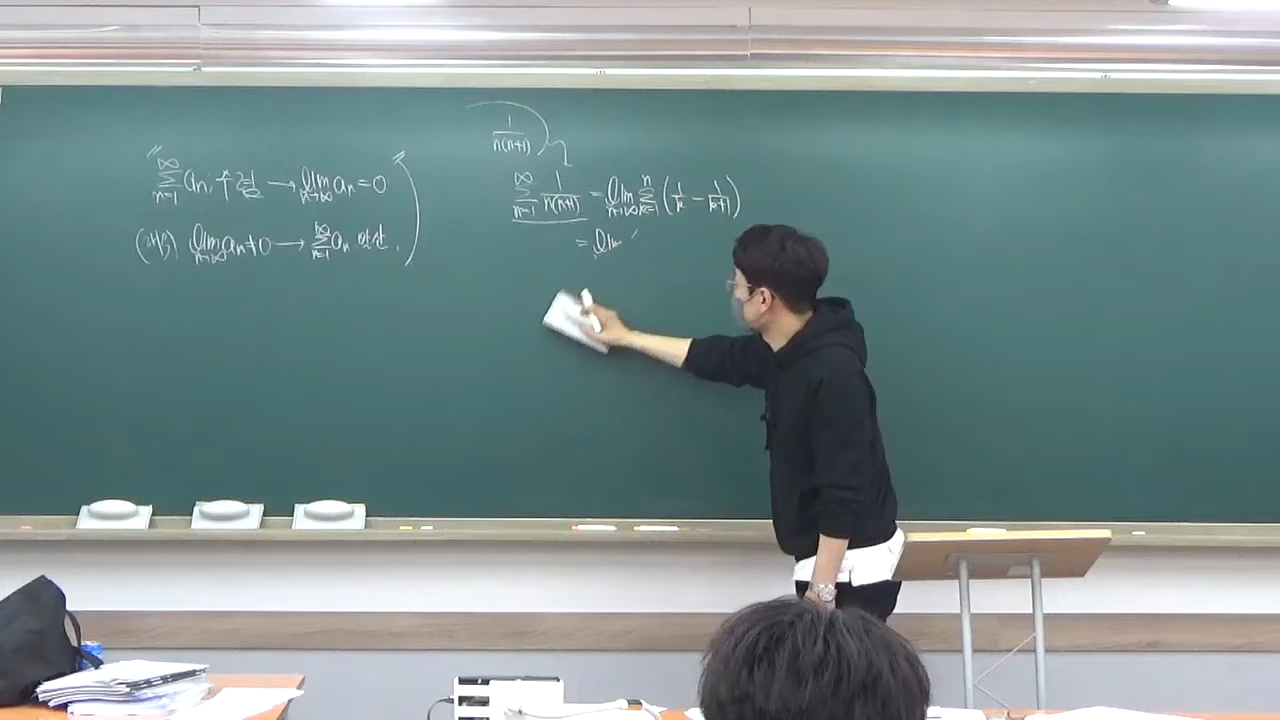 " ∑_{n=1}^{∞} a_n : 수렴 → lim_{n→∞} a_n = 0 "
(대우) lim_{n→∞} a_n ≠ 0 → ∑_{n=1}^{∞} a_n 발산.
1/n(n+1)
∑_{n=1}^{∞} 1/n(n+1) = lim_{n→∞} ∑_{k=1}^{n} (1/k − 1/(k+1))
= lim